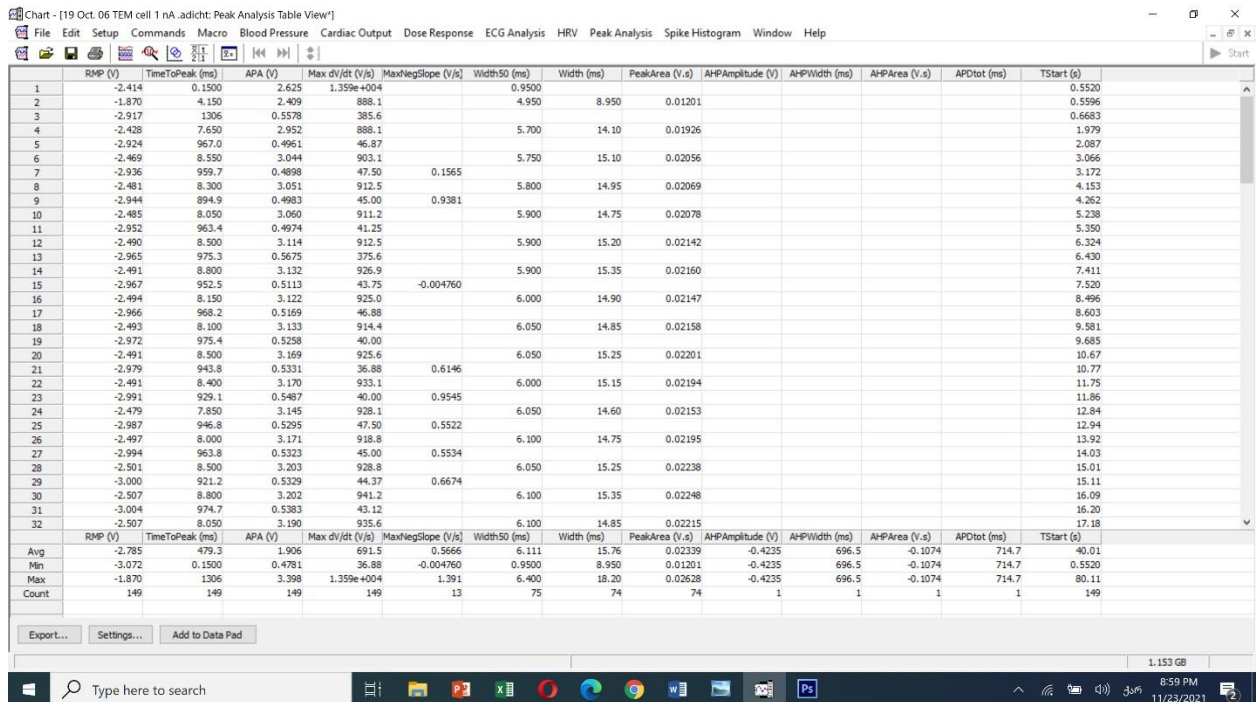 Chart - [19 Oct. 06 TEM cell 1 nA .adicht: Peak Analysis Table View*]
File Edit Setup Commands Macro Blood Pressure Cardiac Output Dose Response ECG Analysis HRV Peak Analysis Spike Histogram Window Help
Start
RMP (V) TimeToPeak (ms) APA (V) Max dV/dt (V/s) MaxNegSlope (V/s) Width50 (ms) Width (ms) PeakArea (V.s) AHPAmplitude (V) AHPWidth (ms) AHPArea (V.s) APDtot (ms) TStart (s)
1 -2.414 0.1500 2.625 1.359e+004 0.9500 0.5520
2 -1.870 4.150 2.409 888.1 4.950 8.950 0.01201 0.5596
3 -2.917 1306 0.5578 385.6 0.6683
4 -2.428 7.650 2.952 888.1 5.700 14.10 0.01926 1.979
5 -2.924 967.0 0.4961 46.87 2.087
6 -2.469 8.550 3.044 903.1 5.750 15.10 0.02056 3.066
7 -2.936 959.7 0.4898 47.50 0.1565 3.172
8 -2.481 8.300 3.051 912.5 5.800 14.95 0.02069 4.153
9 -2.944 894.9 0.4983 45.00 0.9381 4.262
10 -2.485 8.050 3.060 911.2 5.900 14.75 0.02078 5.238
11 -2.952 963.4 0.4974 41.25 5.350
12 -2.490 8.500 3.114 912.5 5.900 15.20 0.02142 6.324
13 -2.965 975.3 0.5675 375.6 6.430
14 -2.491 8.800 3.132 926.9 5.900 15.35 0.02160 7.411
15 -2.967 952.5 0.5113 43.75 -0.004760 7.520
16 -2.494 8.150 3.122 925.0 6.000 14.90 0.02147 8.496
17 -2.966 968.2 0.5169 46.88 8.603
18 -2.493 8.100 3.133 914.4 6.050 14.85 0.02158 9.581
19 -2.972 975.4 0.5258 40.00 9.685
20 -2.491 8.500 3.169 925.6 6.050 15.25 0.02201 10.67
21 -2.979 943.8 0.5331 36.88 0.6146 10.77
22 -2.491 8.400 3.170 933.1 6.000 15.15 0.02194 11.75
23 -2.991 929.1 0.5487 40.00 0.9545 11.86
24 -2.479 7.850 3.145 928.1 6.050 14.60 0.02153 12.84
25 -2.987 946.8 0.5295 47.50 0.5522 12.94
26 -2.497 8.000 3.171 918.8 6.100 14.75 0.02195 13.92
27 -2.994 963.8 0.5323 45.00 0.5534 14.03
28 -2.501 8.500 3.203 928.8 6.050 15.25 0.02238 15.01
29 -3.000 921.2 0.5329 44.37 0.6674 15.11
30 -2.507 8.800 3.202 941.2 6.100 15.35 0.02248 16.09
31 -3.004 974.7 0.5383 43.12 16.20
32 -2.507 8.050 3.190 935.6 6.100 14.85 0.02215 17.18
RMP (V) TimeToPeak (ms) APA (V) Max dV/dt (V/s) MaxNegSlope (V/s) Width50 (ms) Width (ms) PeakArea (V.s) AHPAmplitude (V) AHPWidth (ms) AHPArea (V.s) APDtot (ms) TStart (s)
Avg -2.785 479.3 1.906 691.5 0.5666 6.111 15.76 0.02339 -0.4235 696.5 -0.1074 714.7 40.01
Min -3.072 0.1500 0.4781 36.88 -0.004760 0.9500 8.950 0.01201 -0.4235 696.5 -0.1074 714.7 0.5520
Max -1.870 1306 3.398 1.359e+004 1.391 6.400 18.20 0.02628 -0.4235 696.5 -0.1074 714.7 80.11
Count 149 149 149 149 13 75 74 74 1 1 1 1 149
Export... Settings... Add to Data Pad
1.153 GB
Type here to search
ქარ 8:59 PM
11/23/2021